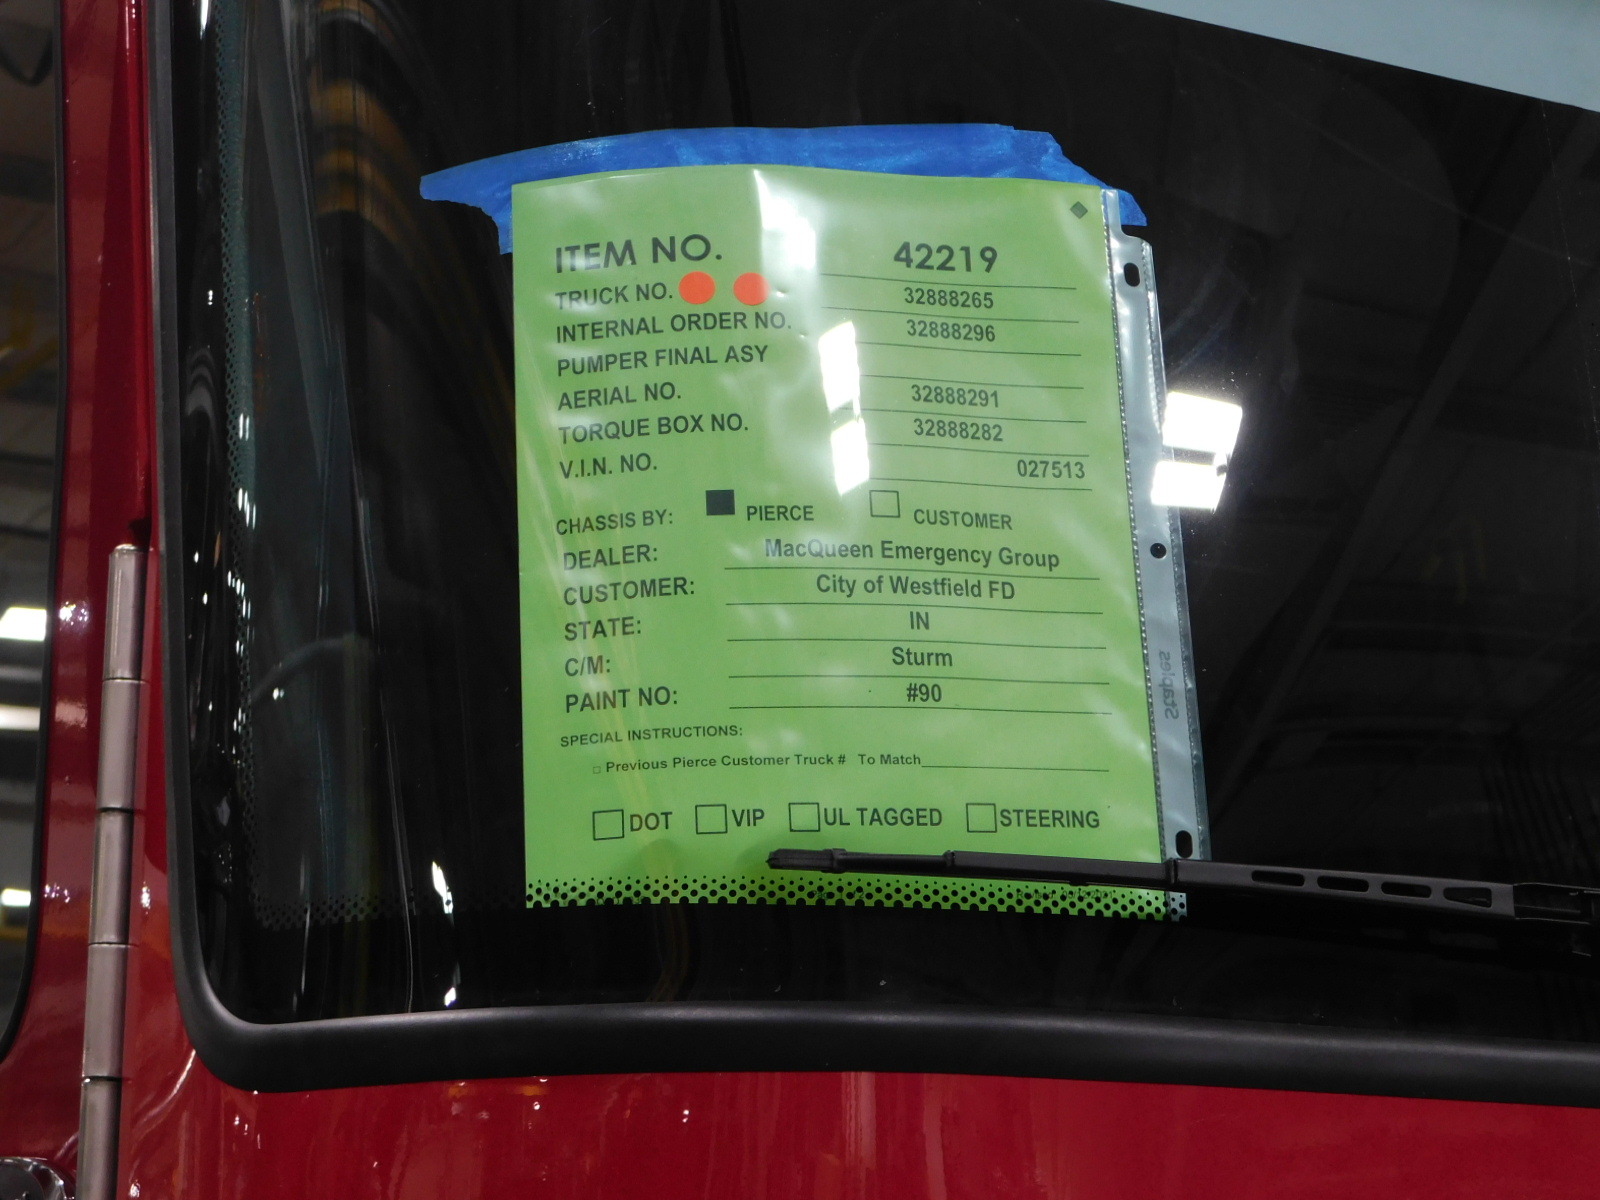 ITEM NO. 42219
TRUCK NO. 32888265
INTERNAL ORDER NO. 32888296
PUMPER FINAL ASY
AERIAL NO. 32888291
TORQUE BOX NO. 32888282
V.I.N. NO. 027513
CHASSIS BY: PIERCE CUSTOMER
DEALER: MacQueen Emergency Group
CUSTOMER: City of Westfield FD
STATE: IN
C/M: Sturm
PAINT NO: #90
SPECIAL INSTRUCTIONS:
Previous Pierce Customer Truck # To Match
DOT VIP UL TAGGED STEERING
Staples